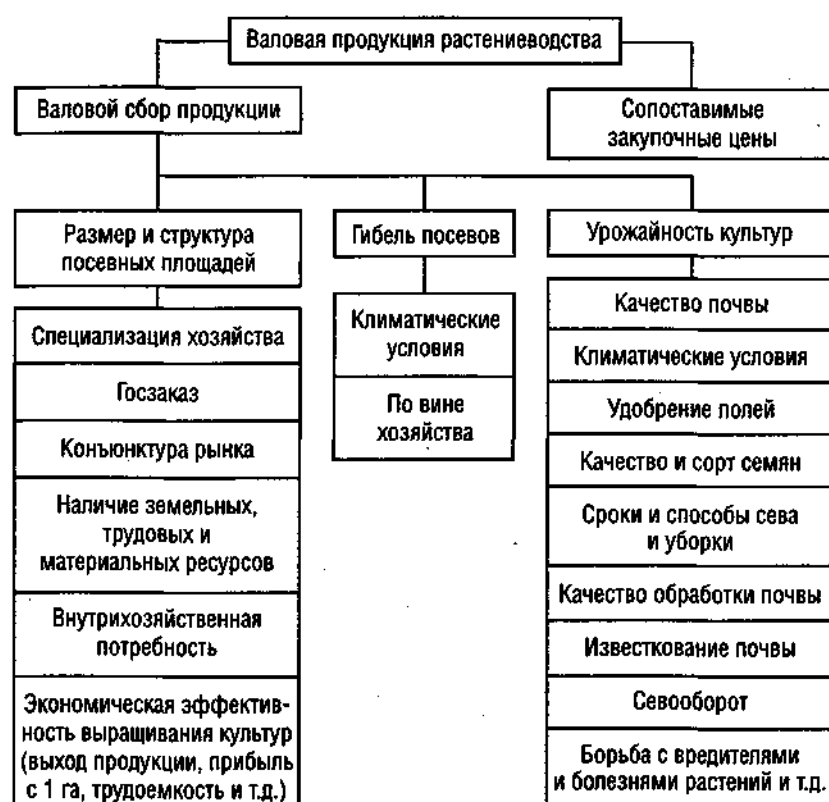 Валовая продукция растениеводства
Валовой сбор продукции
Сопоставимые
закупочные цены
Размер и структура
посевных площадей
Гибель посевов
Урожайность культур
Специализация хозяйства
Госзаказ
Конъюнктура рынка
Наличие земельных,
трудовых и
материальных ресурсов
Внутрихозяйственная
потребность
Экономическая эффектив-
ность выращивания культур
(выход продукции, прибыль
с 1 га, трудоемкость и т.д.)
Климатические
условия
По вине
хозяйства
Качество почвы
Климатические условия
Удобрение полей
Качество и сорт семян
Сроки и способы сева
и уборки
Качество обработки почвы
Известкование почвы
Севооборот
Борьба с вредителями
и болезнями растений и т.д.